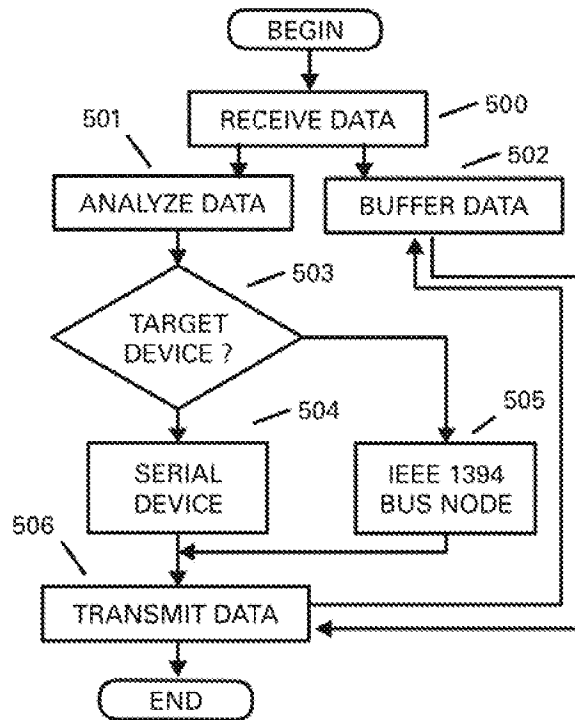 BEGIN
RECEIVE DATA
500
501
502
ANALYZE DATA
BUFFER DATA
503
TARGET
DEVICE ?
504
505
SERIAL
DEVICE
IEEE 1394
BUS NODE
506
TRANSMIT DATA
END